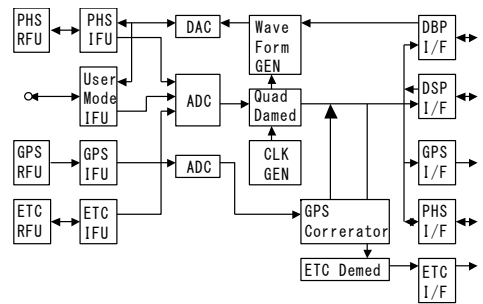 PHS
RFU
PHS
IFU
DAC
Wave
Form
GEN
DBP
I/F
User
Mode
IFU
ADC
Quad
Damed
DSP
I/F
GPS
RFU
GPS
IFU
ADC
CLK
GEN
GPS
I/F
ETC
RFU
ETC
IFU
GPS
Correrator
PHS
I/F
ETC Demed
ETC
I/F